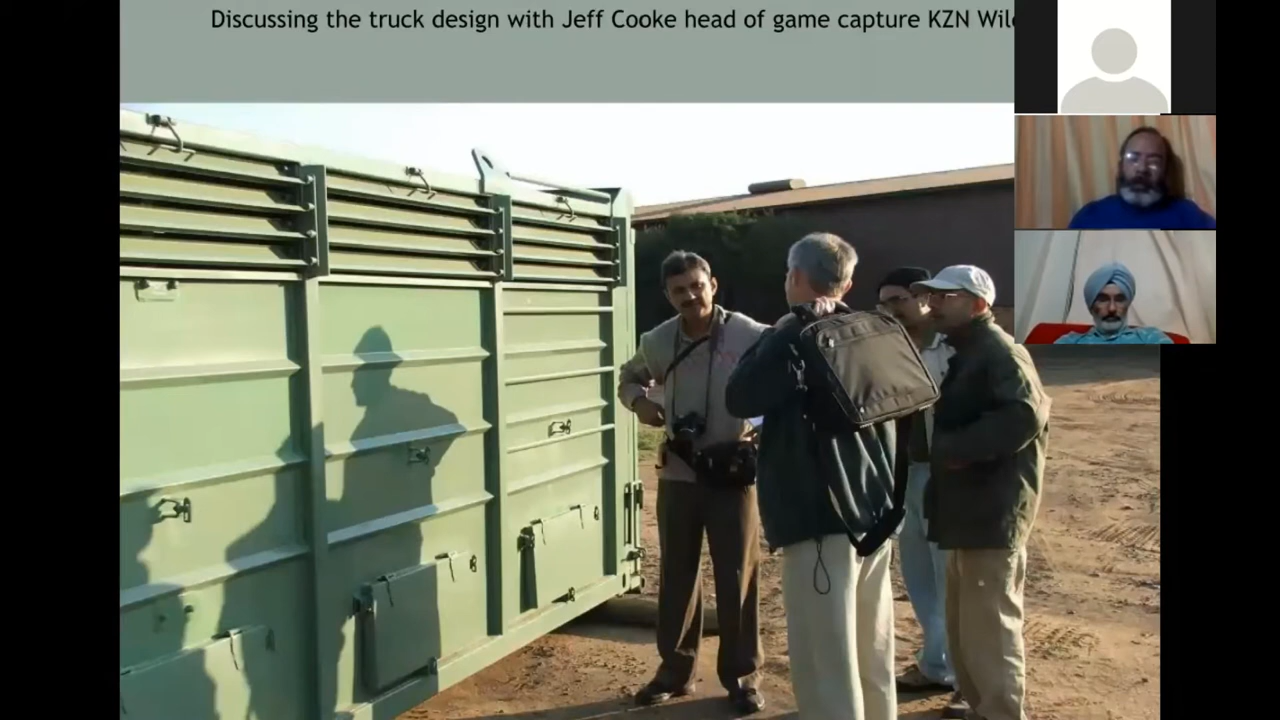 Discussing the truck design with Jeff Cooke head of game capture KZN